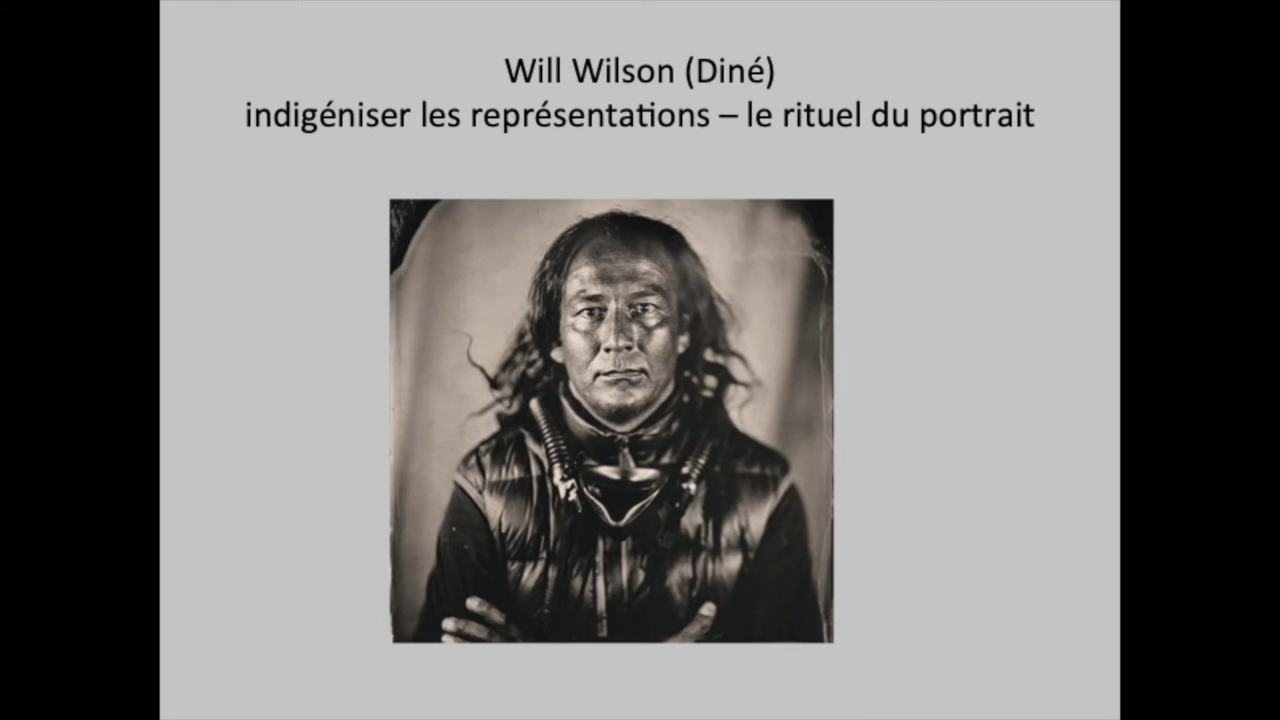 Will Wilson (Diné)
indigéniser les représentations – le rituel du portrait